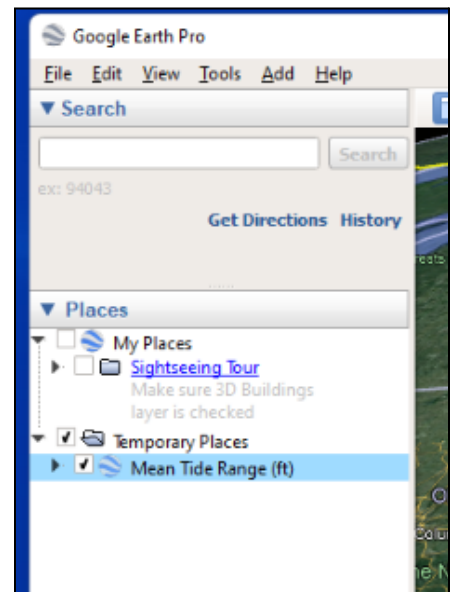 Google Earth Pro
File Edit View Tools Add Help
▼ Search
Search
ex: 94043
Get Directions History
▼ Places
My Places
Sightseeing Tour
Make sure 3D Buildings
layer is checked
Temporary Places
Mean Tide Range (ft)